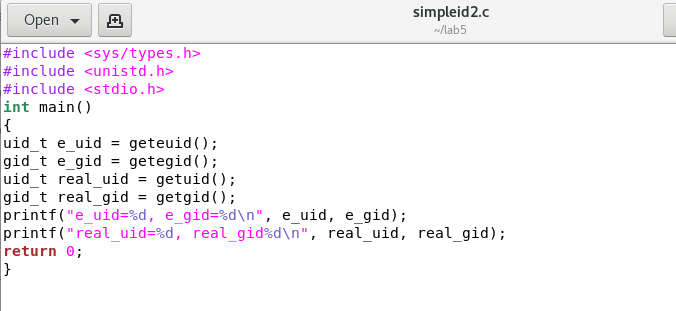 Open
simpleid2.c
~/lab5
#include <sys/types.h>
#include <unistd.h>
#include <stdio.h>
int main()
{
uid_t e_uid = geteuid();
gid_t e_gid = getegid();
uid_t real_uid = getuid();
gid_t real_gid = getgid();
printf("e_uid=%d, e_gid=%d\n", e_uid, e_gid);
printf("real_uid=%d, real_gid%d\n", real_uid, real_gid);
return 0;
}